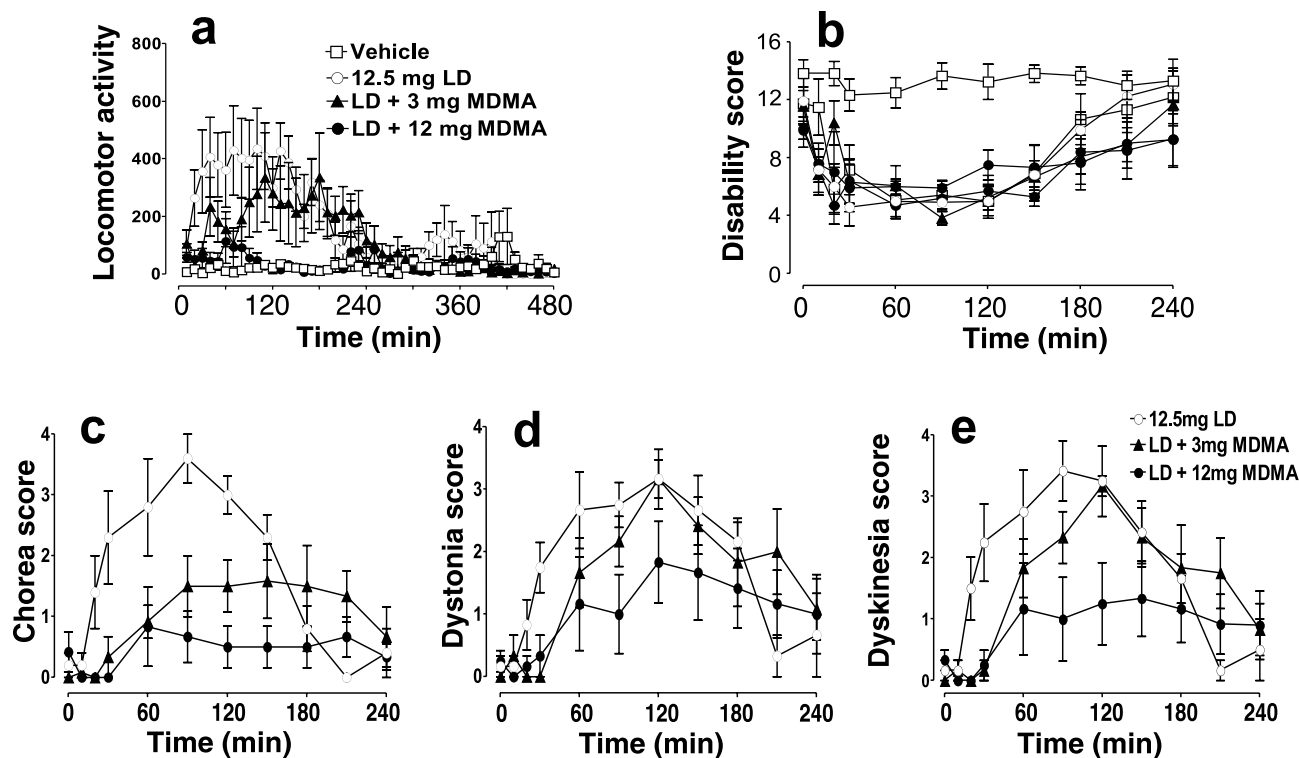 a
Locomotor activity
800
600
400
200
0
Vehicle
12.5 mg LD
LD + 3 mg MDMA
LD + 12 mg MDMA
0 120 240 360 480
Time (min)
b
Disability score
16
12
8
4
0
0 60 120 180 240
Time (min)
c
Chorea score
4
3
2
1
0
0 60 120 180 240
Time (min)
d
Dystonia score
4
3
2
1
0
0 60 120 180 240
Time (min)
e
Dyskinesia score
4
3
2
1
0
12.5mg LD
LD + 3mg MDMA
LD + 12mg MDMA
0 60 120 180 240
Time (min)